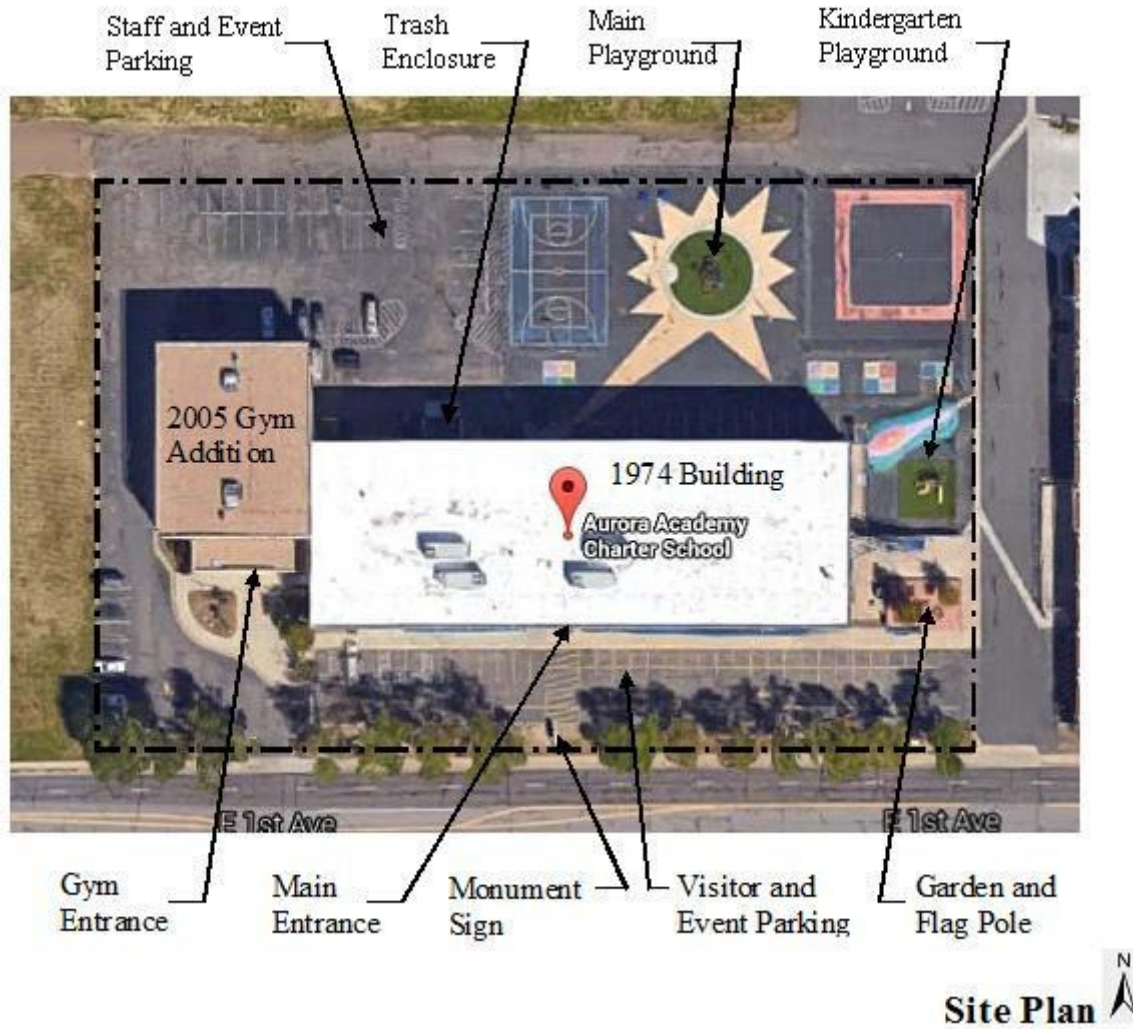 Staff and Event
Parking
Trash
Enclosure
Main
Playground
Kindergarten
Playground
2005 Gym
Addition
1974 Building
Aurora Academy
Charter School
E 1st Ave
E 1st Ave
Gym
Entrance
Main
Entrance
Monument
Sign
Visitor and
Event Parking
Garden and
Flag Pole
N
Site Plan